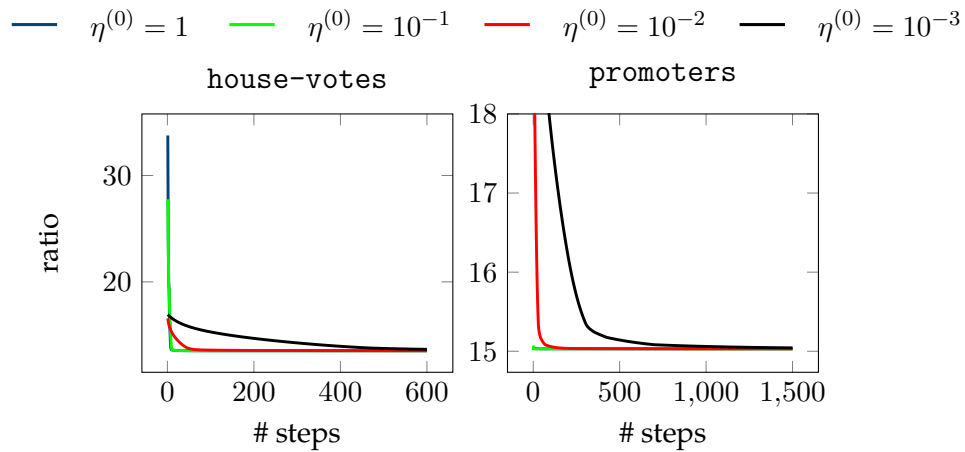 η⁽⁰⁾ = 1 η⁽⁰⁾ = 10⁻¹ η⁽⁰⁾ = 10⁻² η⁽⁰⁾ = 10⁻³
house-votes promoters
30
20
ratio
0 200 400 600
# steps
18
17
16
15
0 500 1,000 1,500
# steps